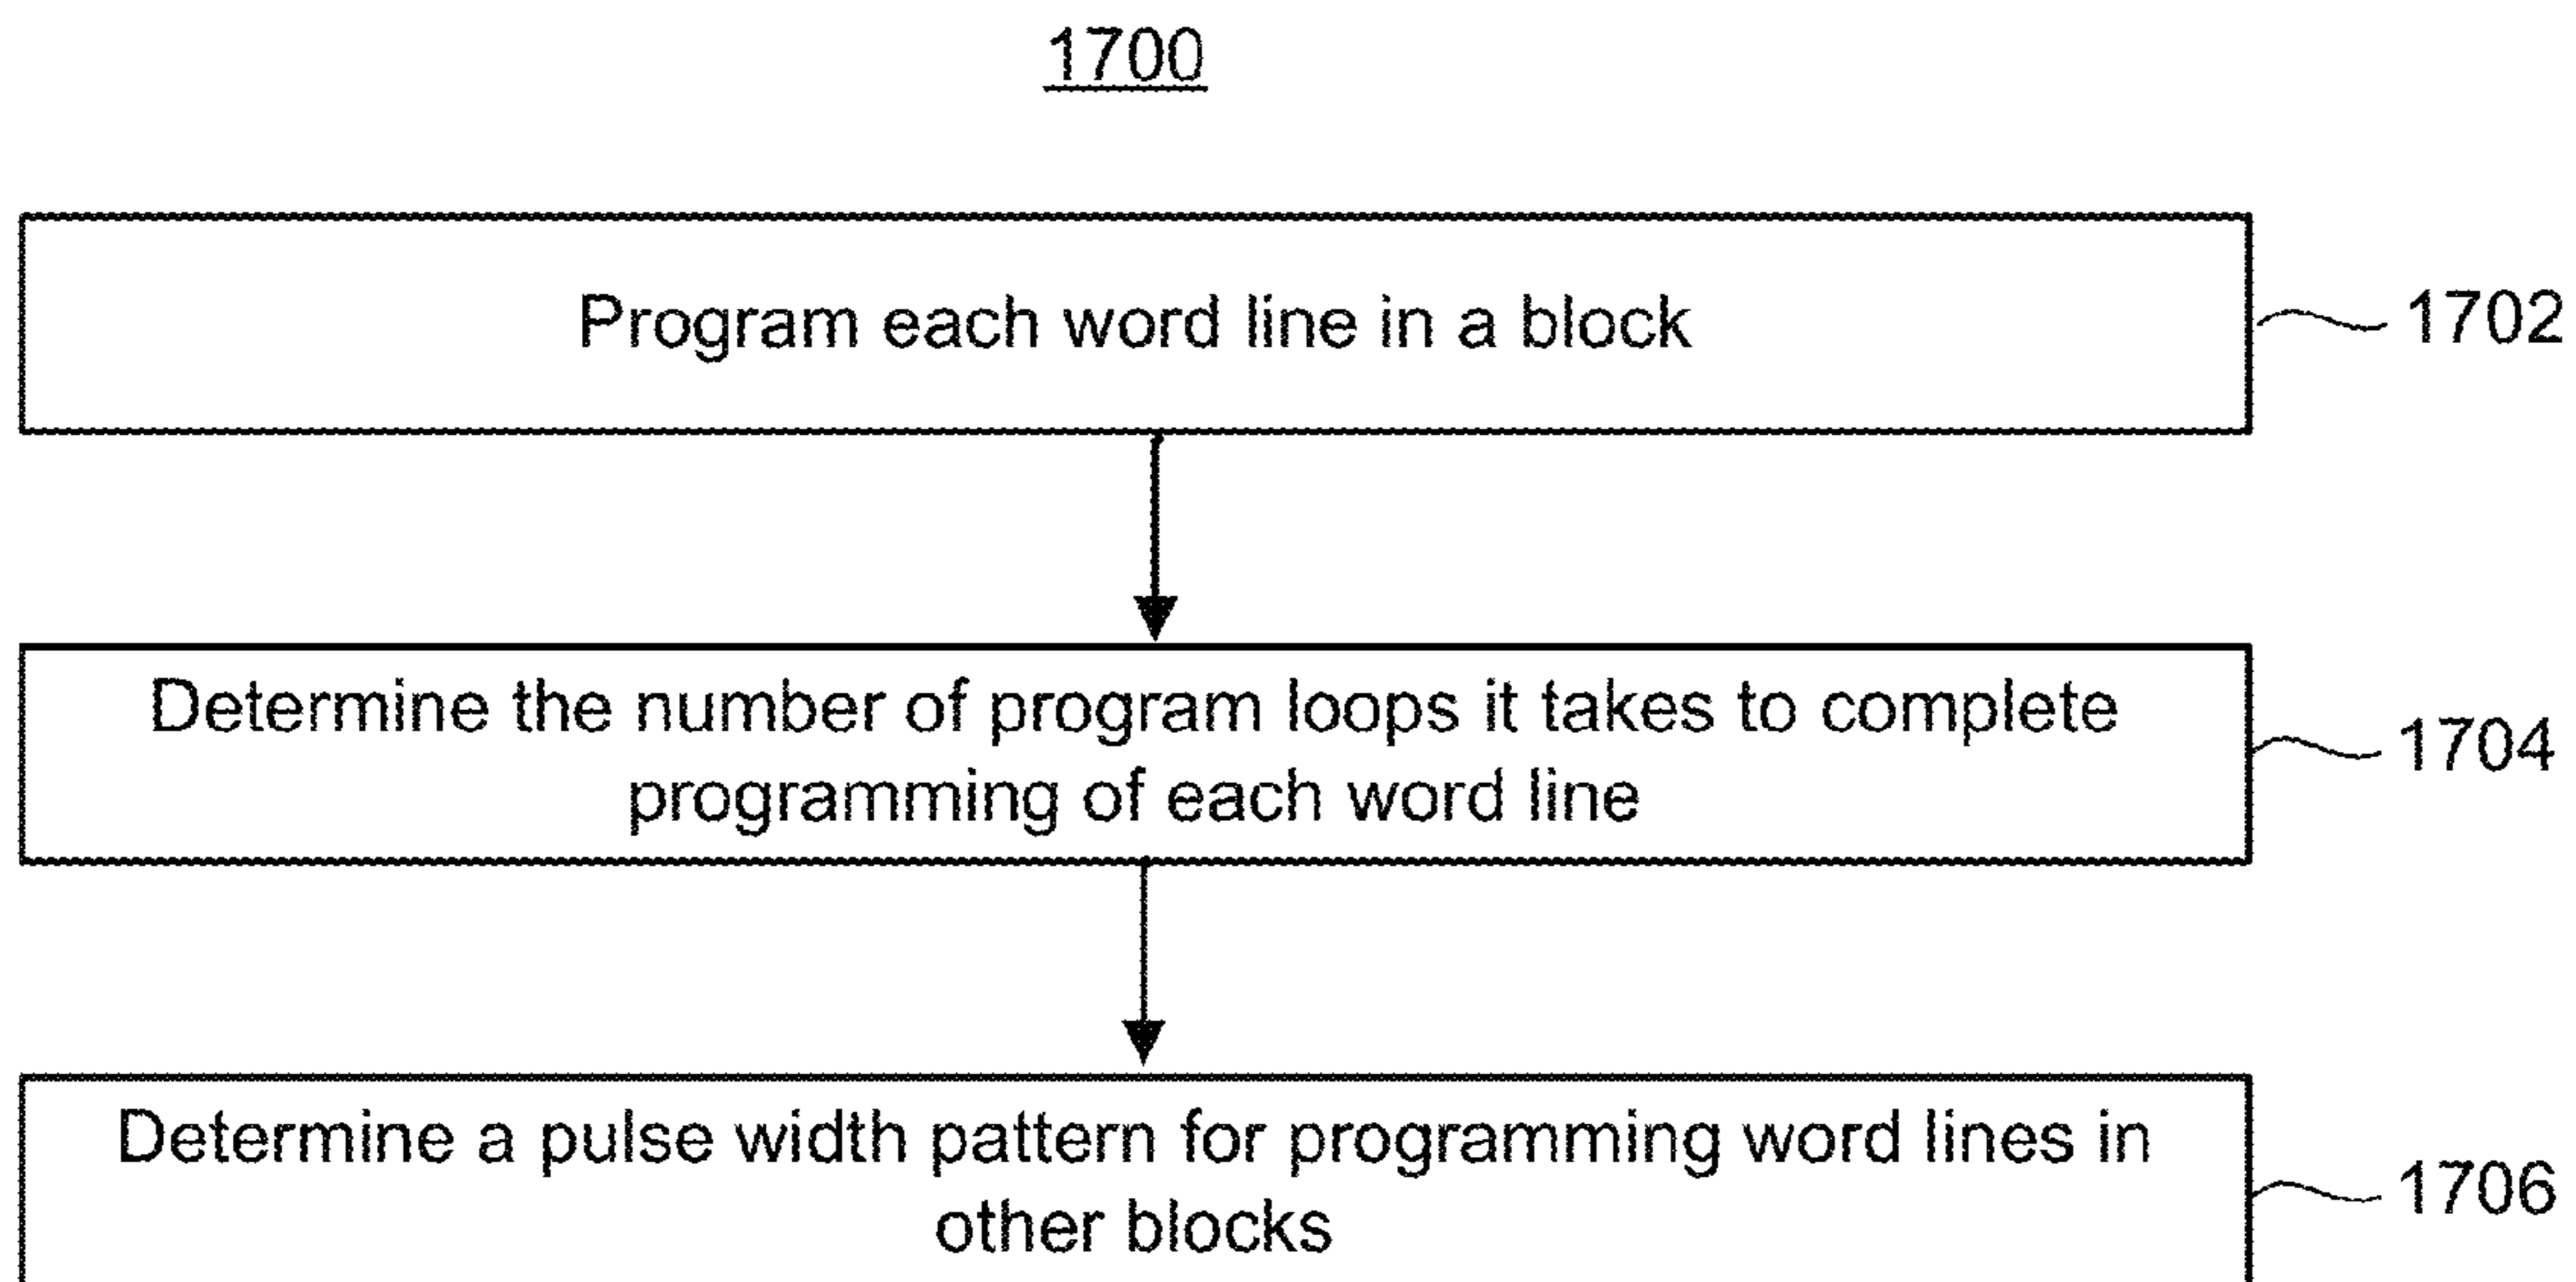 1700
Program each word line in a block
1702
Determine the number of program loops it takes to complete
programming of each word line
1704
Determine a pulse width pattern for programming word lines in
other blocks
1706